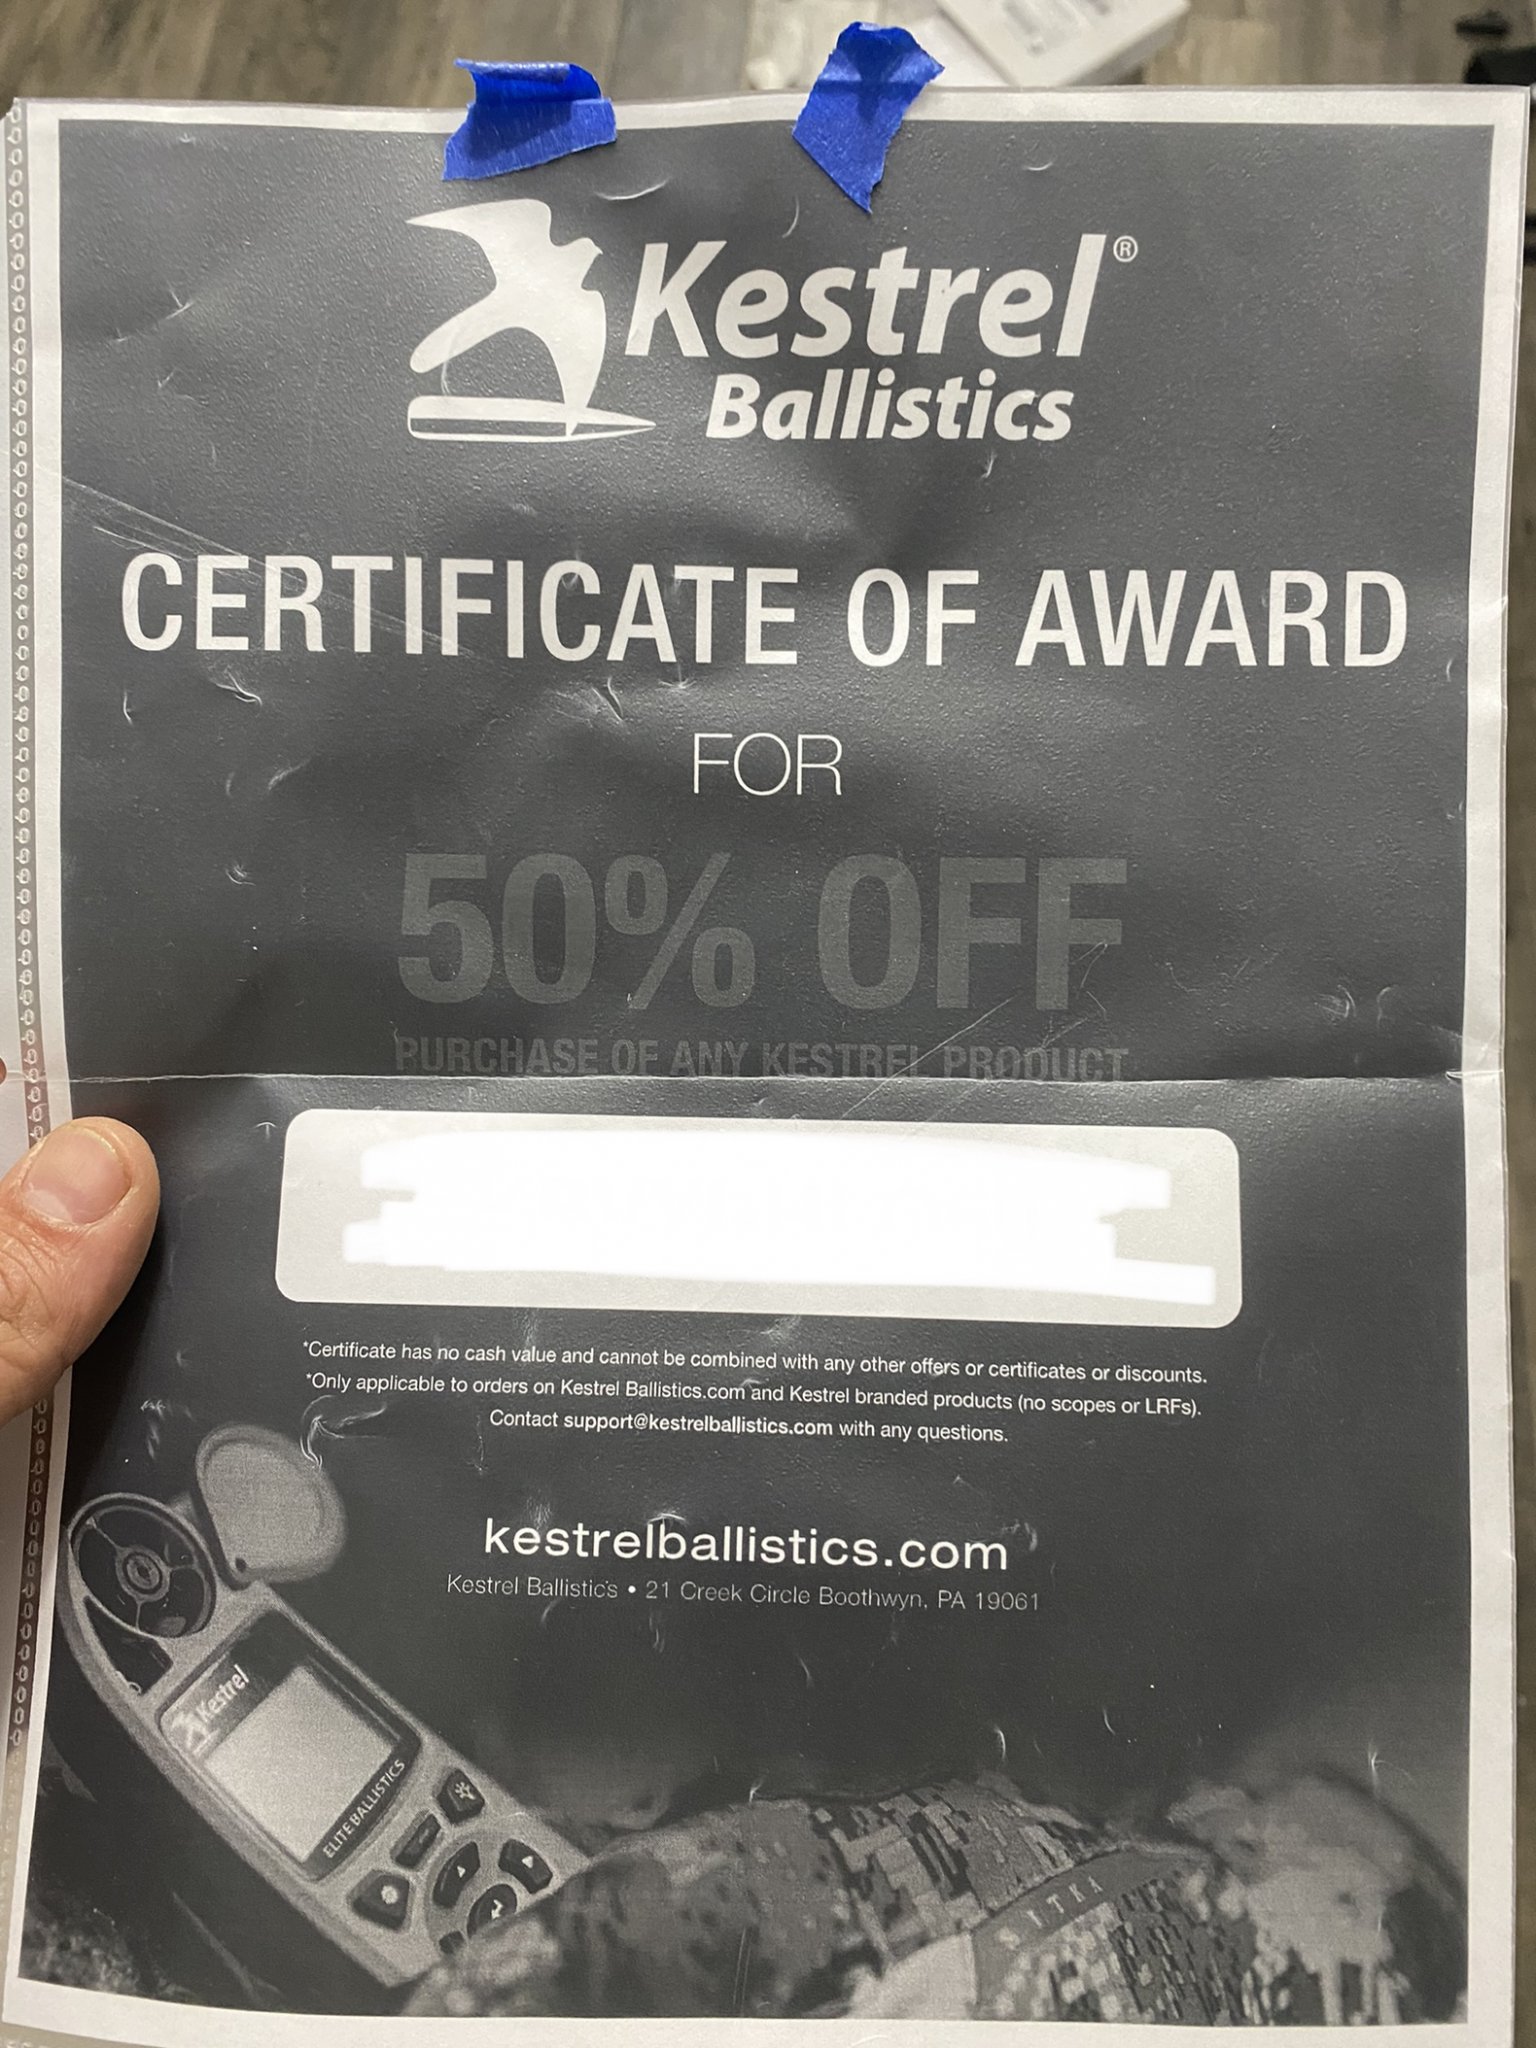 Kestrel®
Ballistics
CERTIFICATE OF AWARD
FOR
50% OFF
PURCHASE OF ANY KESTREL PRODUCT
*Certificate has no cash value and cannot be combined with any other offers or certificates or discounts.
*Only applicable to orders on Kestrel Ballistics.com and Kestrel branded products (no scopes or LRFs).
Contact support@kestrelballistics.com with any questions.
kestrelballistics.com
Kestrel Ballistics • 21 Creek Circle Boothwyn, PA 19061
Kestrel
ELITE BALLISTICS
SITKA